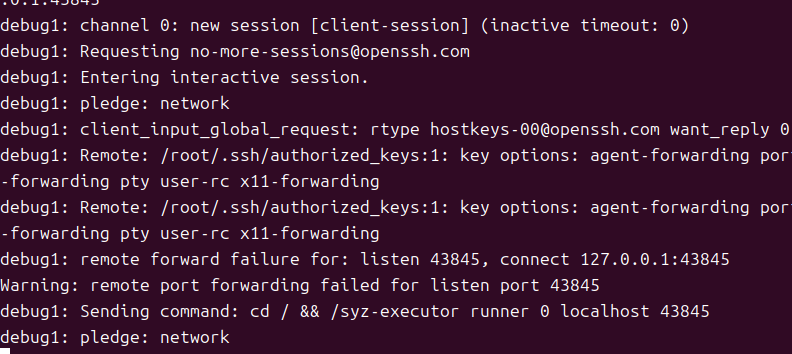 .0.1:43845
debug1: channel 0: new session [client-session] (inactive timeout: 0)
debug1: Requesting no-more-sessions@openssh.com
debug1: Entering interactive session.
debug1: pledge: network
debug1: client_input_global_request: rtype hostkeys-00@openssh.com want_reply 0
debug1: Remote: /root/.ssh/authorized_keys:1: key options: agent-forwarding port
-forwarding pty user-rc x11-forwarding
debug1: Remote: /root/.ssh/authorized_keys:1: key options: agent-forwarding port
-forwarding pty user-rc x11-forwarding
debug1: remote forward failure for: listen 43845, connect 127.0.0.1:43845
Warning: remote port forwarding failed for listen port 43845
debug1: Sending command: cd / && /syz-executor runner 0 localhost 43845
debug1: pledge: network